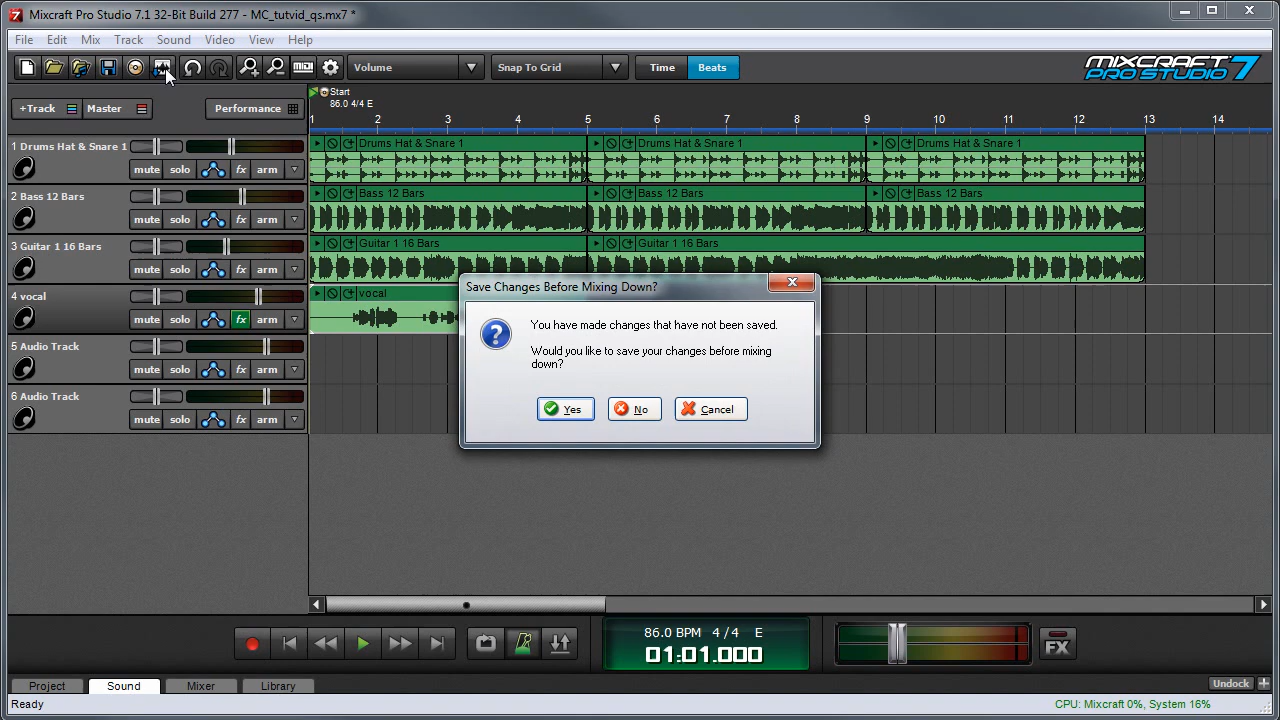 Mixcraft Pro Studio 7.1 32-Bit Build 277 - MC_tutvid_qs.mx7 *
File Edit Mix Track Sound Video View Help
Volume Snap To Grid Time Beats MIXCRAFT PRO STUDIO 7
+Track Master Performance
Start
86.0 4/4 E
1 2 3 4 5 6 7 8 9 10 11 12 13 14
1 Drums Hat & Snare 1 Drums Hat & Snare 1 Drums Hat & Snare 1 Drums Hat & Snare 1
mute solo fx arm
2 Bass 12 Bars Bass 12 Bars Bass 12 Bars Bass 12 Bars
mute solo fx arm
3 Guitar 1 16 Bars Guitar 1 16 Bars Guitar 1 16 Bars
mute solo fx arm
4 vocal vocal
mute solo fx arm
5 Audio Track
mute solo fx arm
6 Audio Track
mute solo fx arm
Save Changes Before Mixing Down?
You have made changes that have not been saved.
Would you like to save your changes before mixing
down?
Yes No Cancel
86.0 BPM 4/4 E
01:01.000
FX
Project Sound Mixer Library Undock
Ready CPU: Mixcraft 0%, System 16%